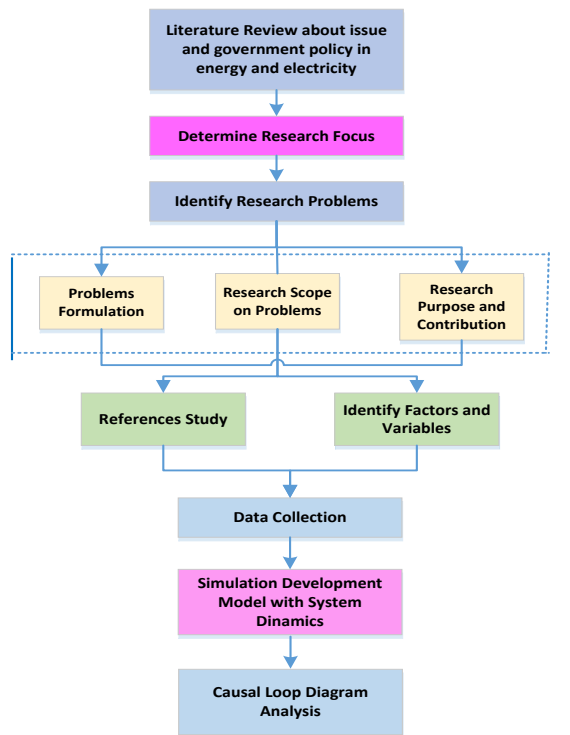 Literature Review about issue
and government policy in
energy and electricity
Determine Research Focus
Identify Research Problems
Problems
Formulation
Research Scope
on Problems
Research
Purpose and
Contribution
References Study
Identify Factors and
Variables
Data Collection
Simulation Development
Model with System
Dinamics
Causal Loop Diagram
Analysis